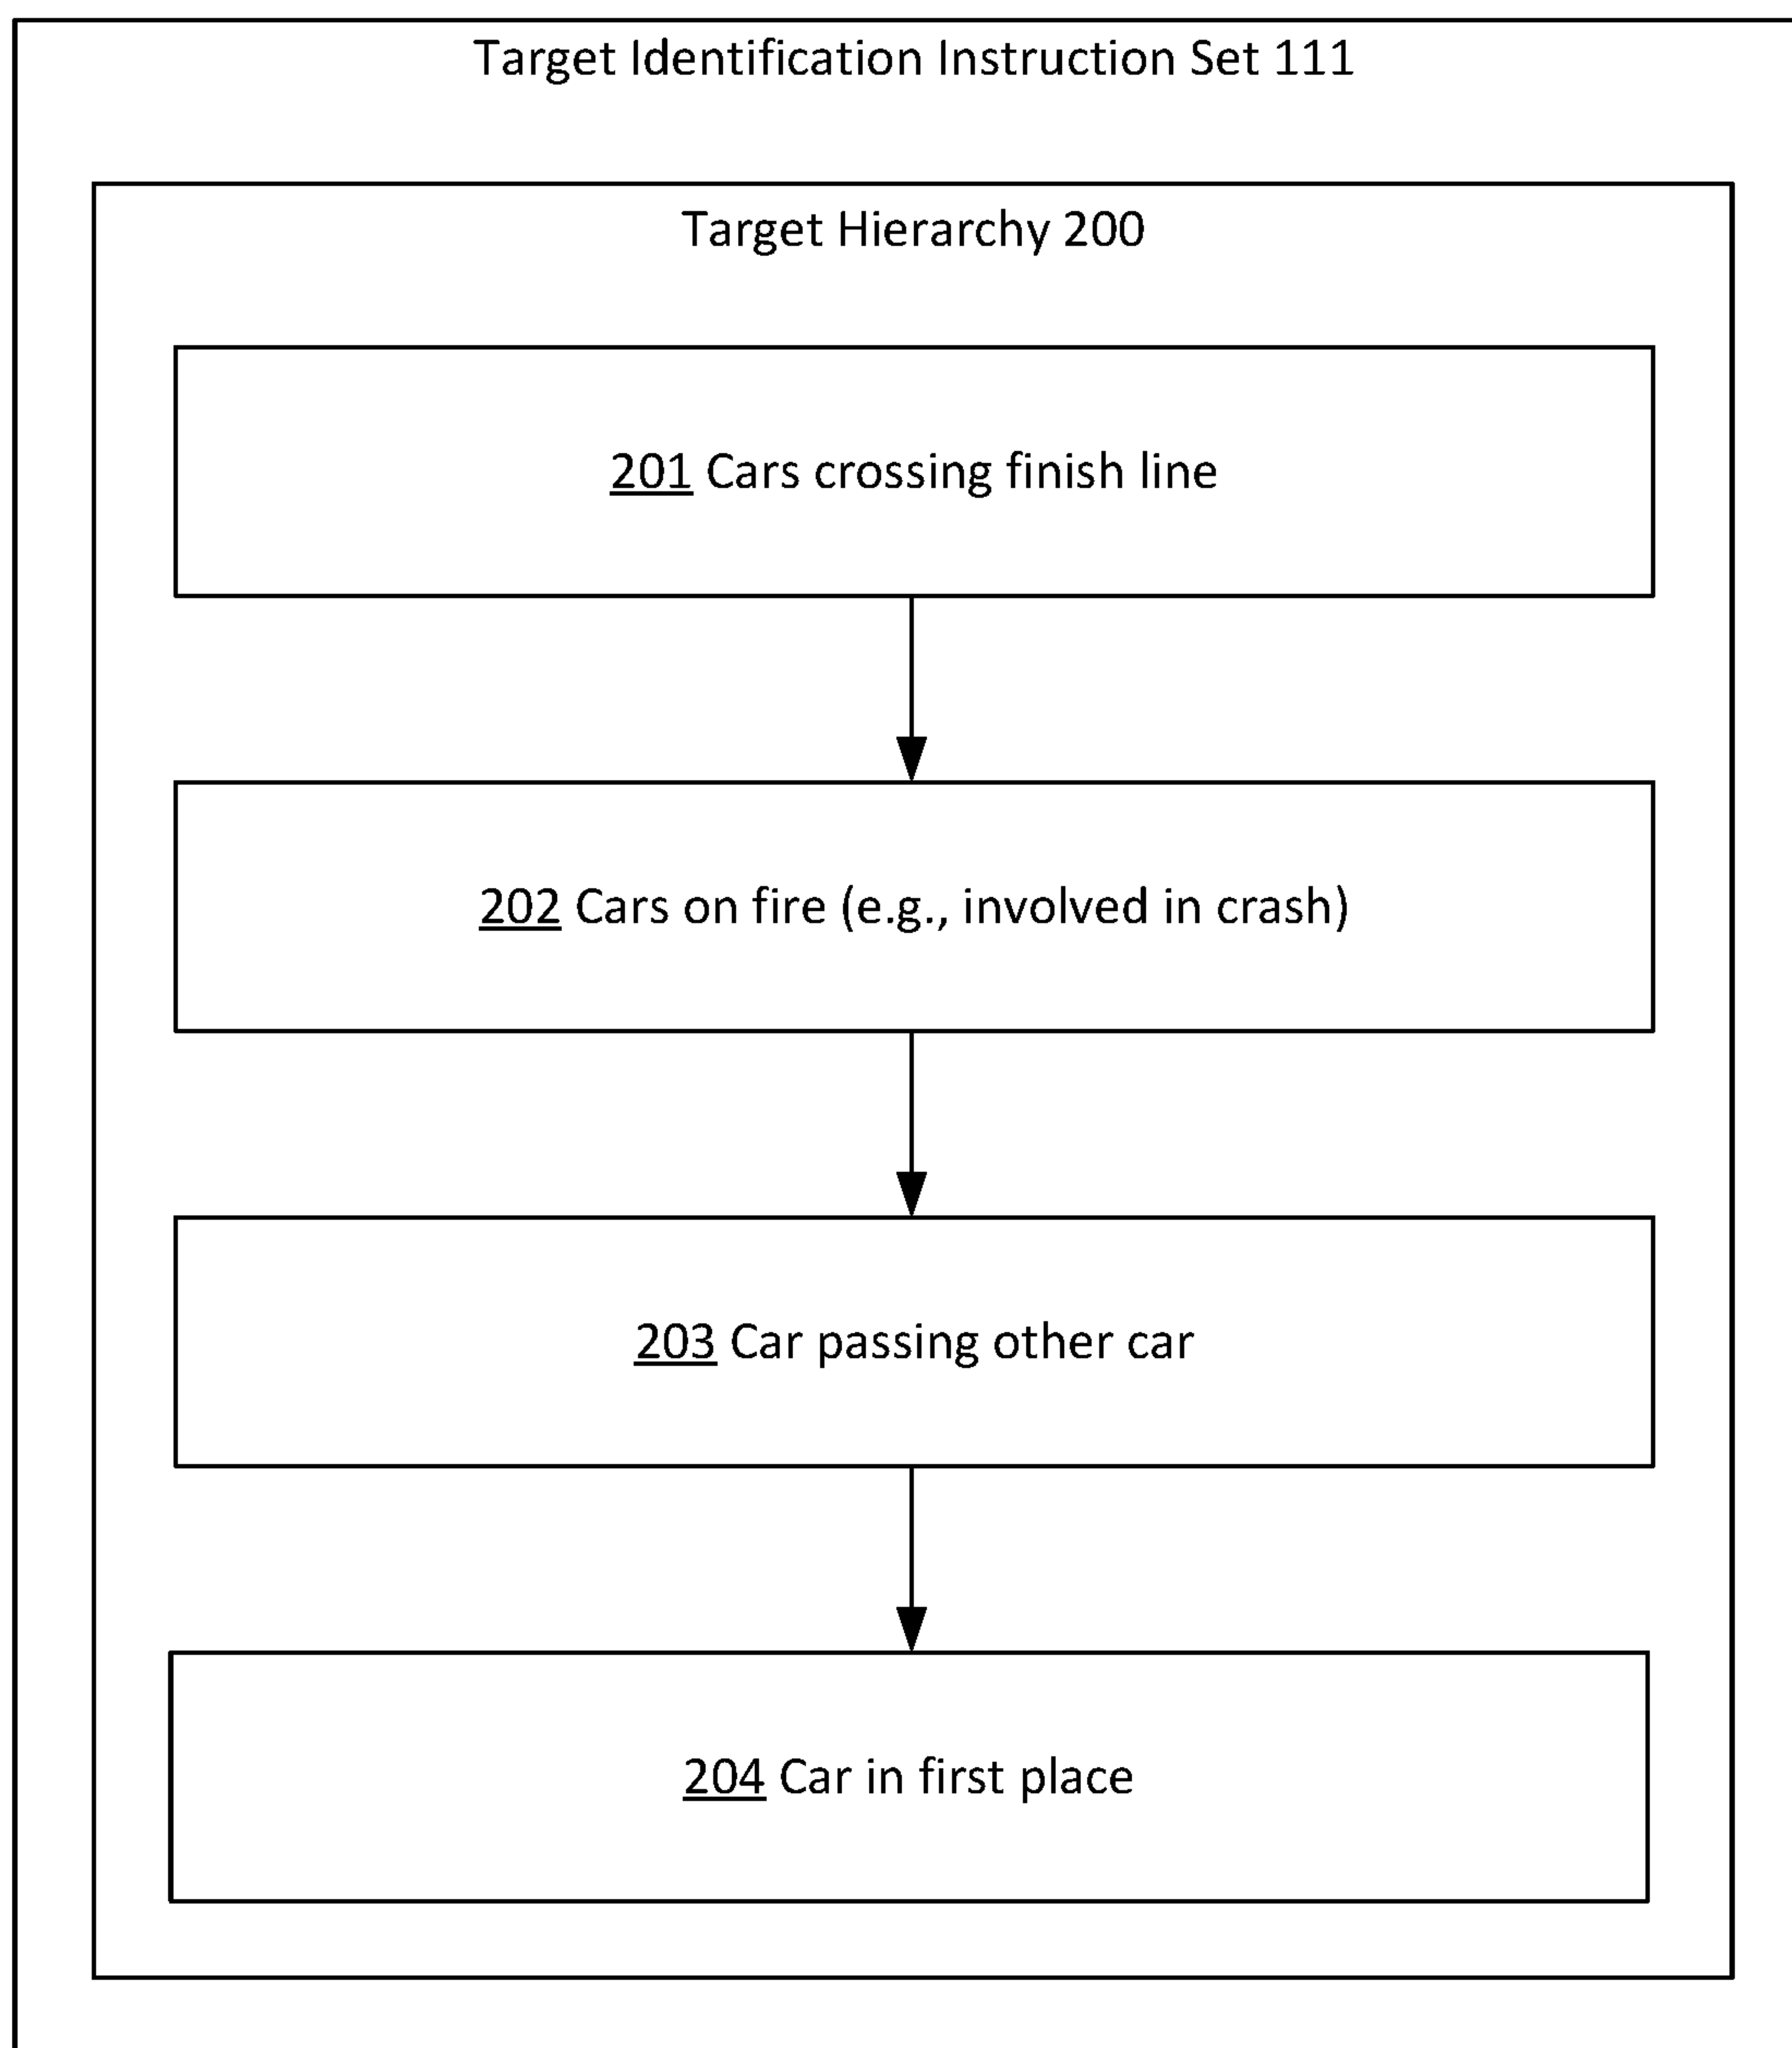 Target Identification Instruction Set 111
Target Hierarchy 200
201 Cars crossing finish line
202 Cars on fire (e.g., involved in crash)
203 Car passing other car
204 Car in first place